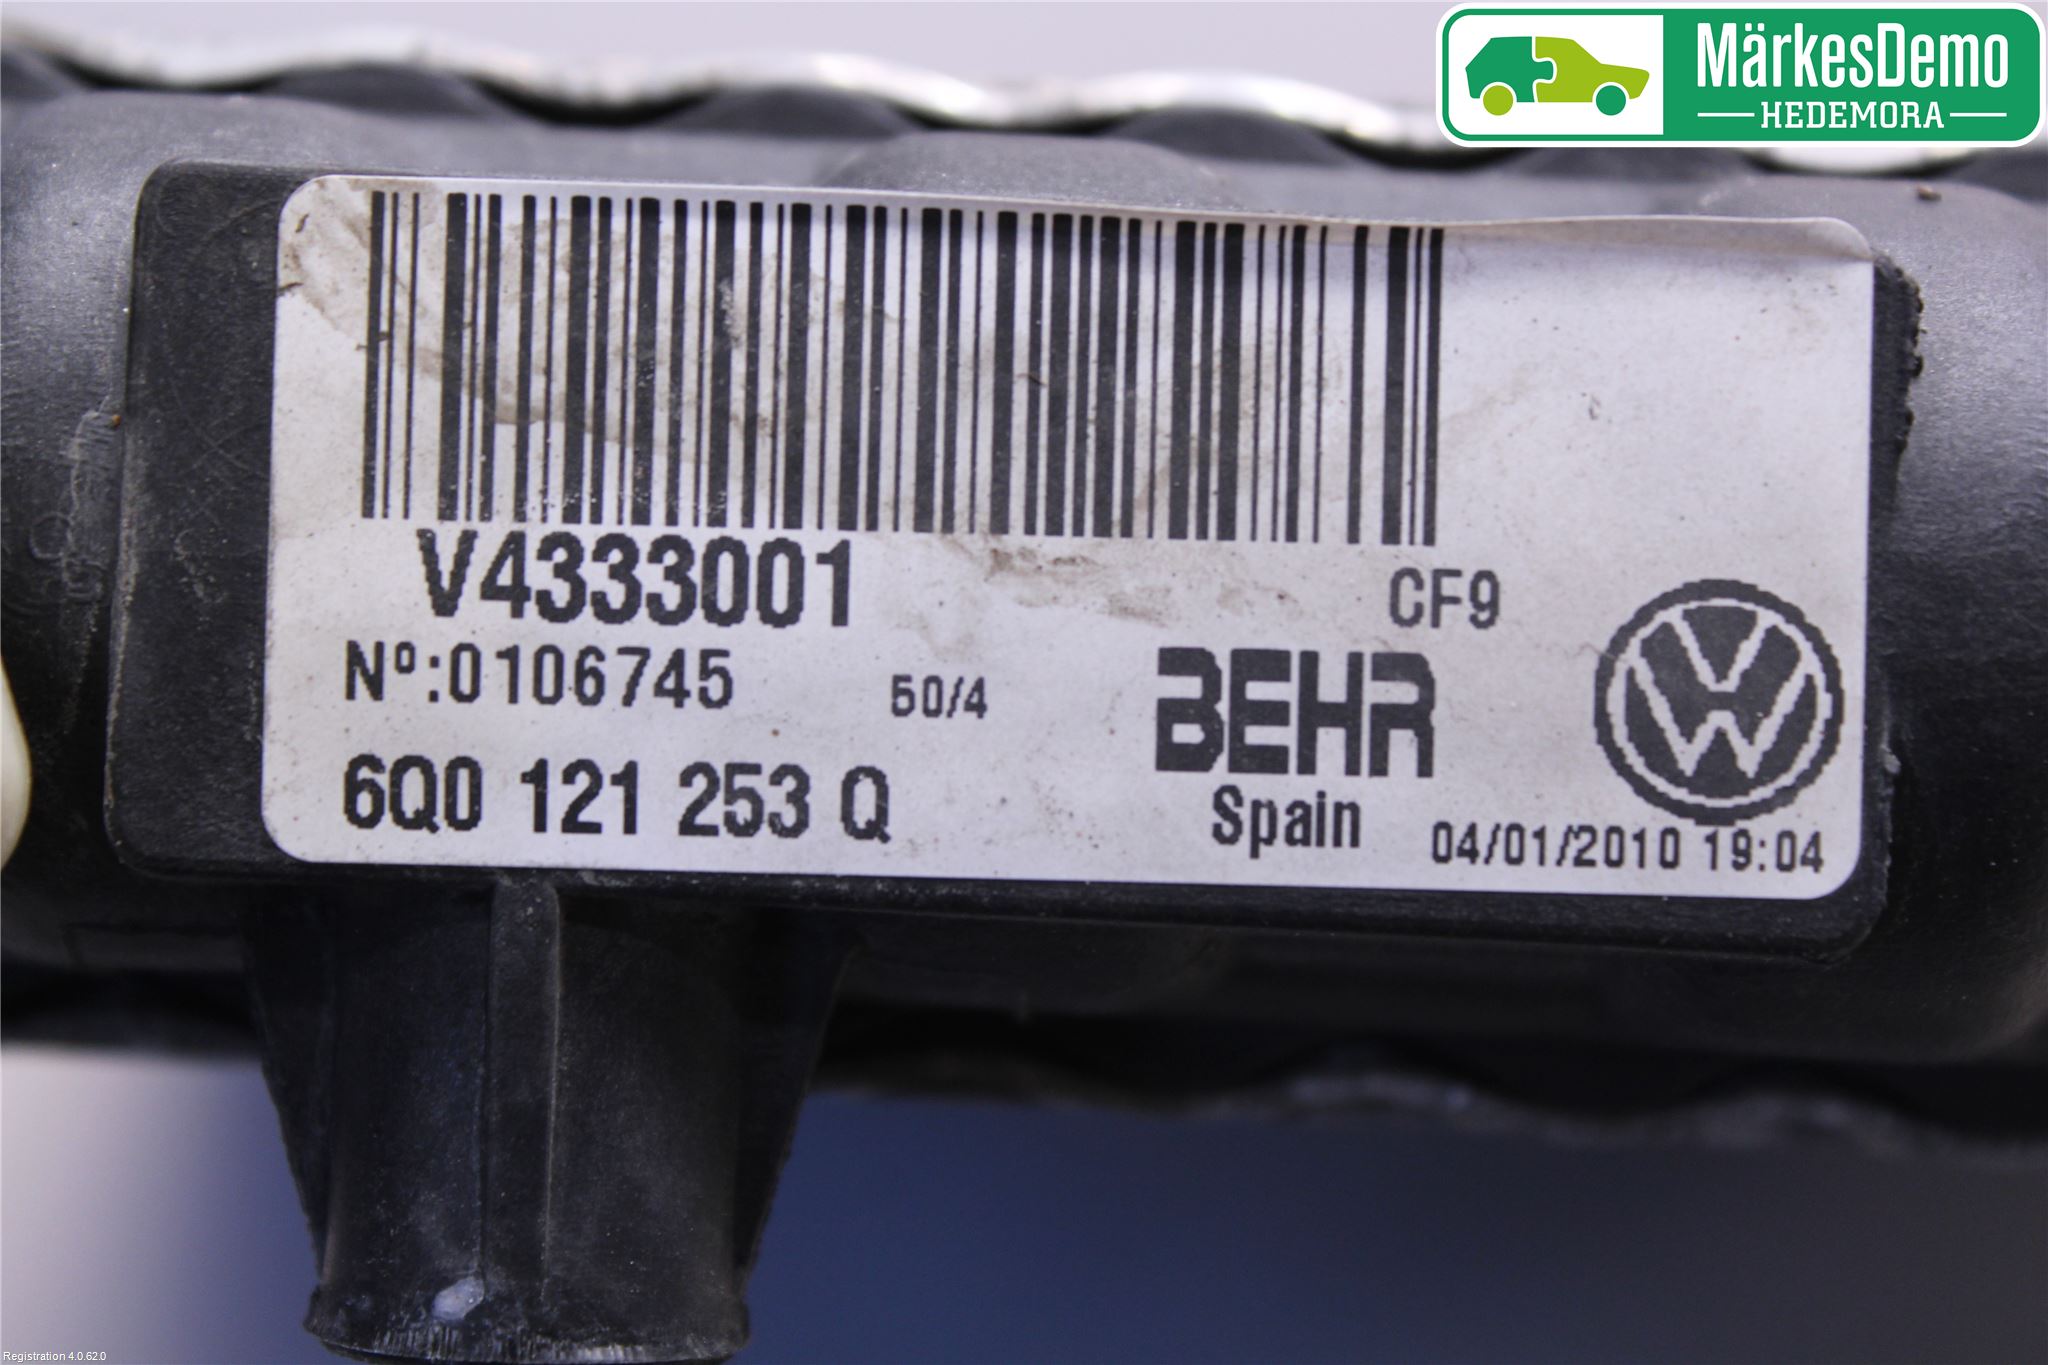 MärkesDemo
HEDEMORA
V4333001
CF9
Nº:0106745
50/4
BEHR
6Q0 121 253 Q
Spain
04/01/2010 19:04
Registration 4.0.62.0